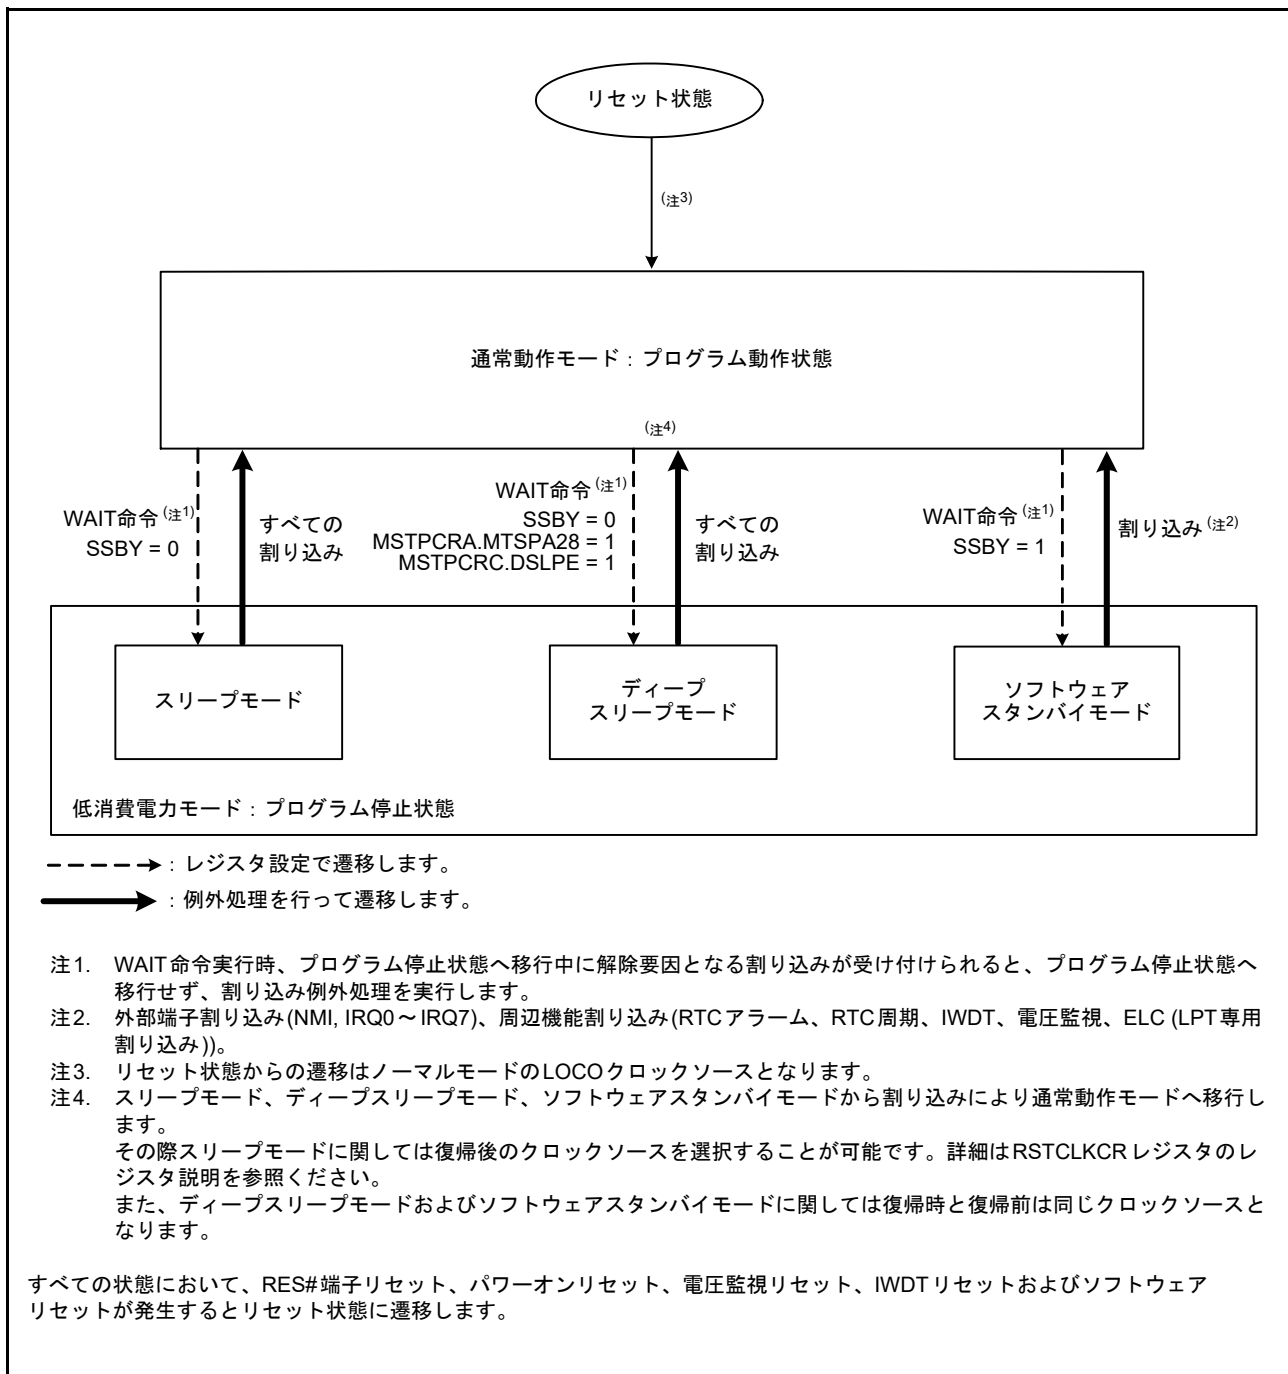 リセット状態
(注3)
通常動作モード：プログラム動作状態
(注4)
WAIT命令(注1)
SSBY = 0
すべての
割り込み
WAIT命令(注1)
SSBY = 0
MSTPCRA.MTSPA28 = 1
MSTPCRC.DSLPE = 1
すべての
割り込み
WAIT命令(注1)
SSBY = 1
割り込み(注2)
スリープモード
ディープ
スリープモード
ソフトウェア
スタンバイモード
低消費電力モード：プログラム停止状態
：レジスタ設定で遷移します。
：例外処理を行って遷移します。
注1. WAIT命令実行時、プログラム停止状態へ移行中に解除要因となる割り込みが受け付けられると、プログラム停止状態へ
移行せず、割り込み例外処理を実行します。
注2. 外部端子割り込み(NMI, IRQ0～IRQ7)、周辺機能割り込み(RTCアラーム、RTC周期、IWDT、電圧監視、ELC (LPT専用
割り込み))。
注3. リセット状態からの遷移はノーマルモードのLOCOクロックソースとなります。
注4. スリープモード、ディープスリープモード、ソフトウェアスタンバイモードから割り込みにより通常動作モードへ移行し
ます。
その際スリープモードに関しては復帰後のクロックソースを選択することが可能です。詳細はRSTCLKCRレジスタのレ
ジスタ説明を参照ください。
また、ディープスリープモードおよびソフトウェアスタンバイモードに関しては復帰時と復帰前は同じクロックソースと
なります。
すべての状態において、RES#端子リセット、パワーオンリセット、電圧監視リセット、IWDTリセットおよびソフトウェア
リセットが発生するとリセット状態に遷移します。